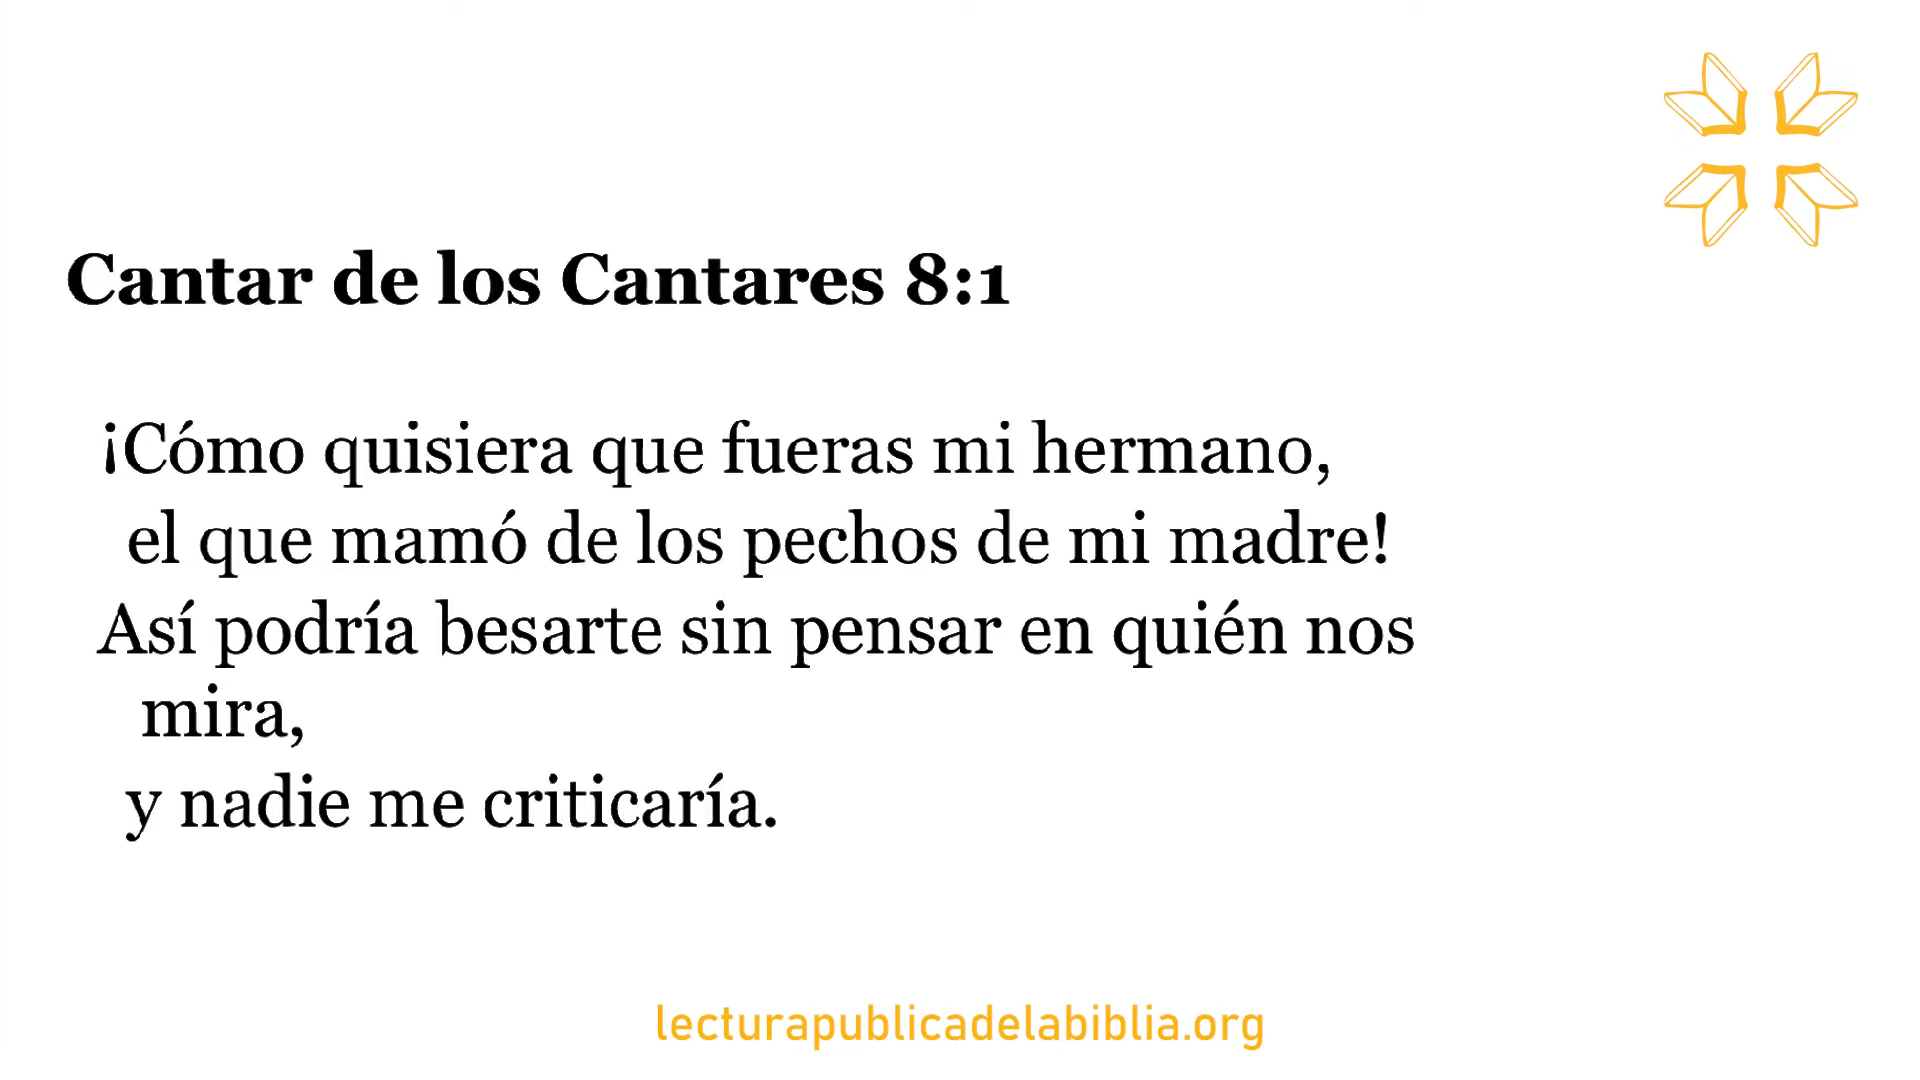 Cantar de los Cantares 8:1
¡Cómo quisiera que fueras mi hermano,
el que mamó de los pechos de mi madre!
Así podría besarte sin pensar en quién nos
mira,
y nadie me criticaría.
lecturapublicadelabiblia.org